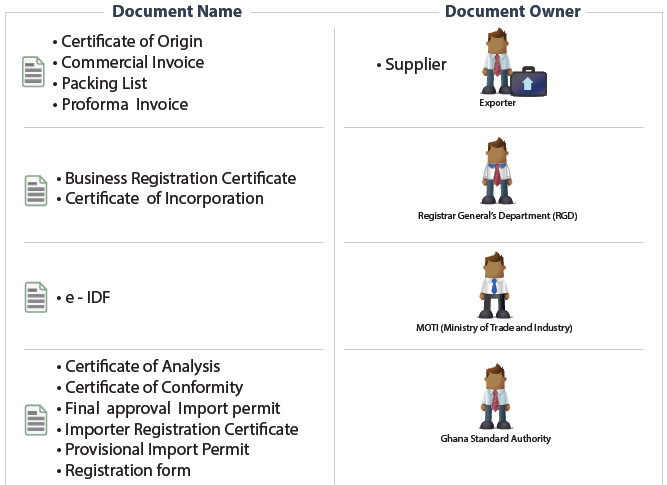 Document Name
Document Owner
• Certificate of Origin
• Commercial Invoice
• Packing List
• Proforma Invoice
• Supplier
Exporter
• Business Registration Certificate
• Certificate of Incorporation
Registrar General's Department (RGD)
• e - IDF
MOTI (Ministry of Trade and Industry)
• Certificate of Analysis
• Certificate of Conformity
• Final approval Import permit
• Importer Registration Certificate
• Provisional Import Permit
• Registration form
Ghana Standard Authority